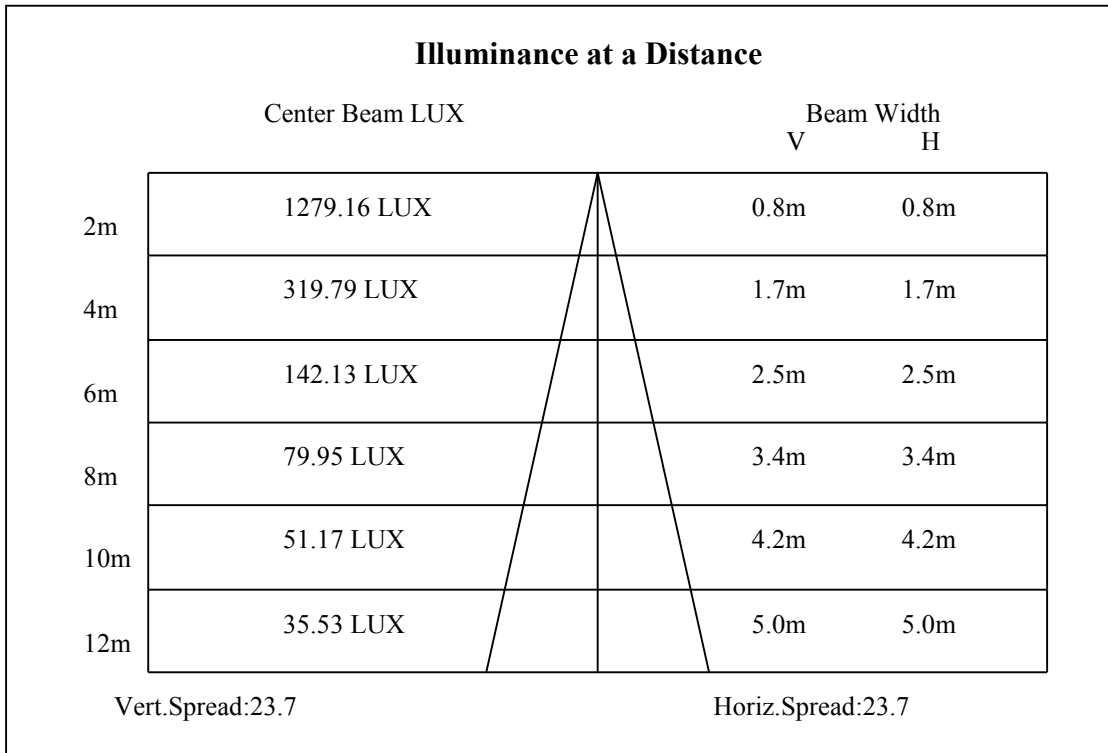 Illuminance at a Distance
Center Beam LUX Beam Width
V H
2m 1279.16 LUX 0.8m 0.8m
4m 319.79 LUX 1.7m 1.7m
6m 142.13 LUX 2.5m 2.5m
8m 79.95 LUX 3.4m 3.4m
10m 51.17 LUX 4.2m 4.2m
12m 35.53 LUX 5.0m 5.0m
Vert.Spread:23.7 Horiz.Spread:23.7